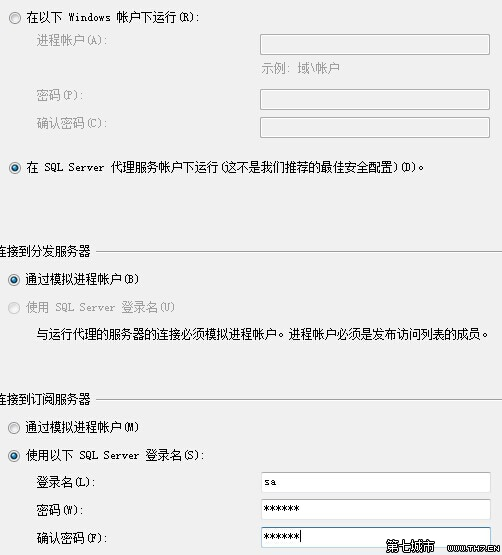 在以下 Windows 帐户下运行(R):
进程帐户(A):
示例: 域\帐户
密码(P):
确认密码(C):
在 SQL Server 代理服务帐户下运行(这不是我们推荐的最佳安全配置)(D)。
连接到分发服务器
通过模拟进程帐户(B)
使用 SQL Server 登录名(U)
与运行代理的服务器的连接必须模拟进程帐户。进程帐户必须是发布访问列表的成员。
连接到订阅服务器
通过模拟进程帐户(M)
使用以下 SQL Server 登录名(S):
登录名(L): sa
密码(W): ******
确认密码(F): ******
第七城市 www.th7.cn